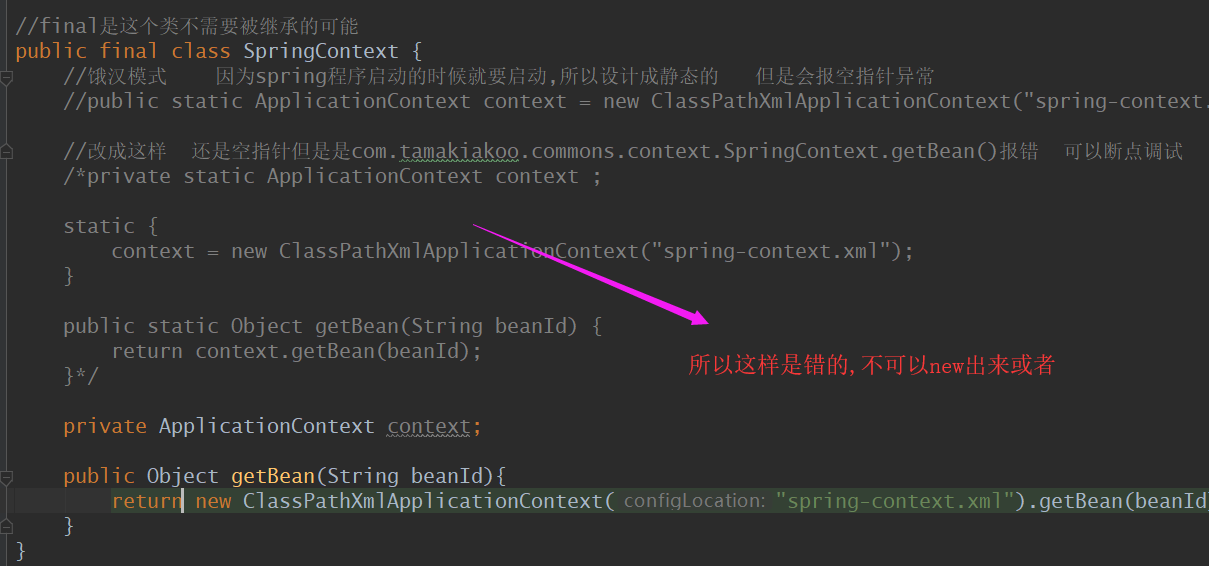 //final是这个类不需要被继承的可能
public final class SpringContext {
//饿汉模式 因为spring程序启动的时候就要启动,所以设计成静态的 但是会报空指针异常
//public static ApplicationContext context = new ClassPathXmlApplicationContext("spring-context.
//改成这样 还是空指针但是是com.tamakiakoo.commons.context.SpringContext.getBean()报错 可以断点调试
/*private static ApplicationContext context ;
static {
context = new ClassPathXmlApplicationContext("spring-context.xml");
}
public static Object getBean(String beanId) {
return context.getBean(beanId);
}*/
所以这样是错的,不可以new出来或者
private ApplicationContext context;
public Object getBean(String beanId){
return new ClassPathXmlApplicationContext( configLocation: "spring-context.xml").getBean(beanId)
}
}